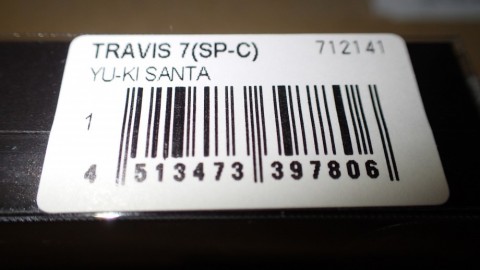 TRAVIS 7(SP-C) 712141
YU-KI SANTA
1
4 513473 397806